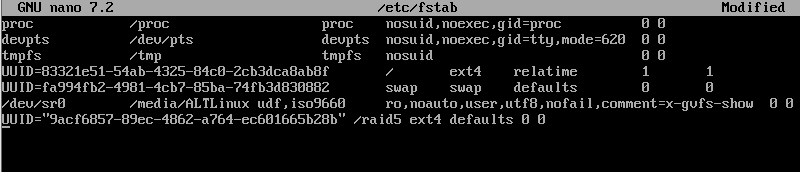 GNU nano 7.2 /etc/fstab Modified
proc /proc proc nosuid,noexec,gid=proc 0 0
devpts /dev/pts devpts nosuid,noexec,gid=tty,mode=620 0 0
tmpfs /tmp tmpfs nosuid 0 0
UUID=83321e51-54ab-4325-84c0-2cb3dca8ab8f / ext4 relatime 1 1
UUID=fa994fb2-4981-4cb7-85ba-74fb3d830882 swap swap defaults 0 0
/dev/sr0 /media/ALTLinux udf,iso9660 ro,noauto,user,utf8,nofail,comment=x-gvfs-show 0 0
UUID="9acf6857-89ec-4862-a764-ec601665b28b" /raid5 ext4 defaults 0 0